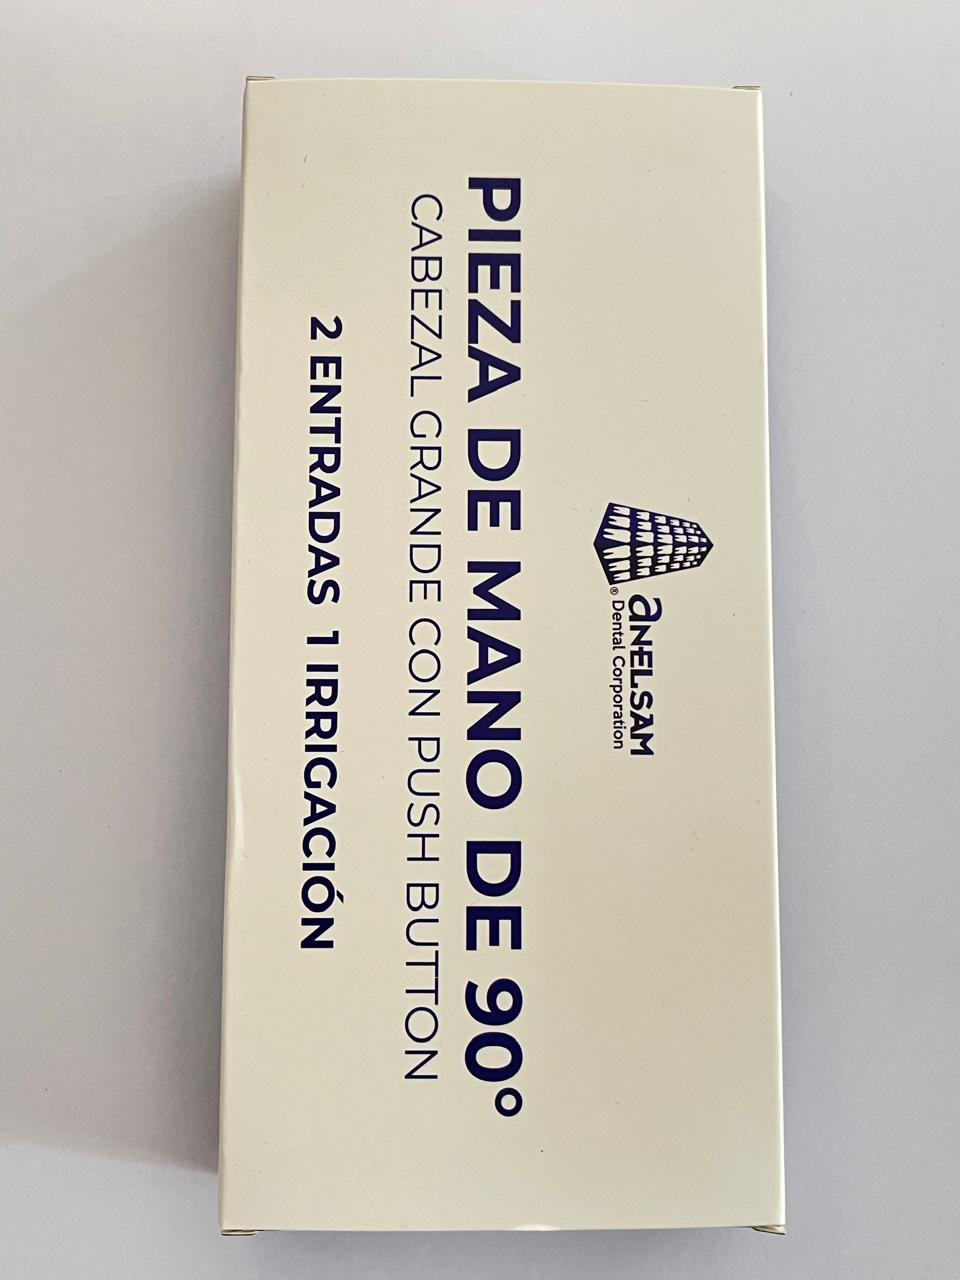 aNELSAM
® Dental Corporation
PIEZA DE MANO DE 90°
CABEZAL GRANDE CON PUSH BUTTON
2 ENTRADAS 1 IRRIGACIÓN